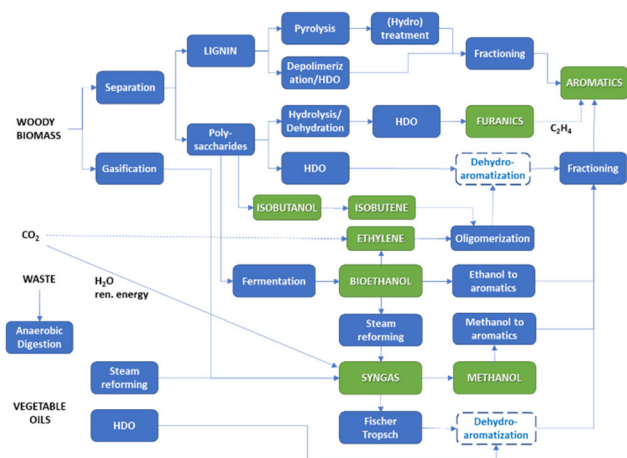 Pyrolysis
(Hydro)
treatment
LIGNIN
Fractioning
Depolimeriz
ation/HDO
AROMATICS
Separation
WOODY
BIOMASS
Poly-
saccharides
Hydrolysis/
Dehydration
HDO
FURANICS
C₂H₄
Gasification
HDO
Dehydro-
aromatization
Fractioning
ISOBUTANOL
ISOBUTENE
CO₂
ETHYLENE
Oligomerization
WASTE
H₂O
ren. energy
Fermentation
BIOETHANOL
Ethanol to
aromatics
Anaerobic
Digestion
Steam
reforming
Methanol to
aromatics
Steam
reforming
SYNGAS
METHANOL
VEGETABLE
OILS
HDO
Fischer
Tropsch
Dehydro-
aromatization